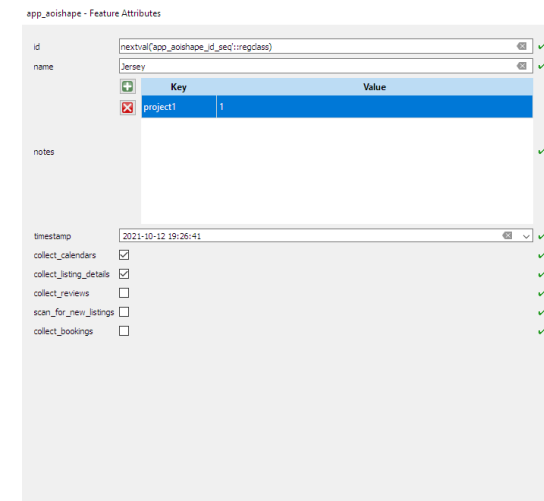 app_aoishape - Feature Attributes
id nextval('app_aoishape_id_seq'::regclass)
name Jersey
Key Value
project1 1
notes
timestamp 2021-10-12 19:26:41
collect_calendars
collect_listing_details
collect_reviews
scan_for_new_listings
collect_bookings